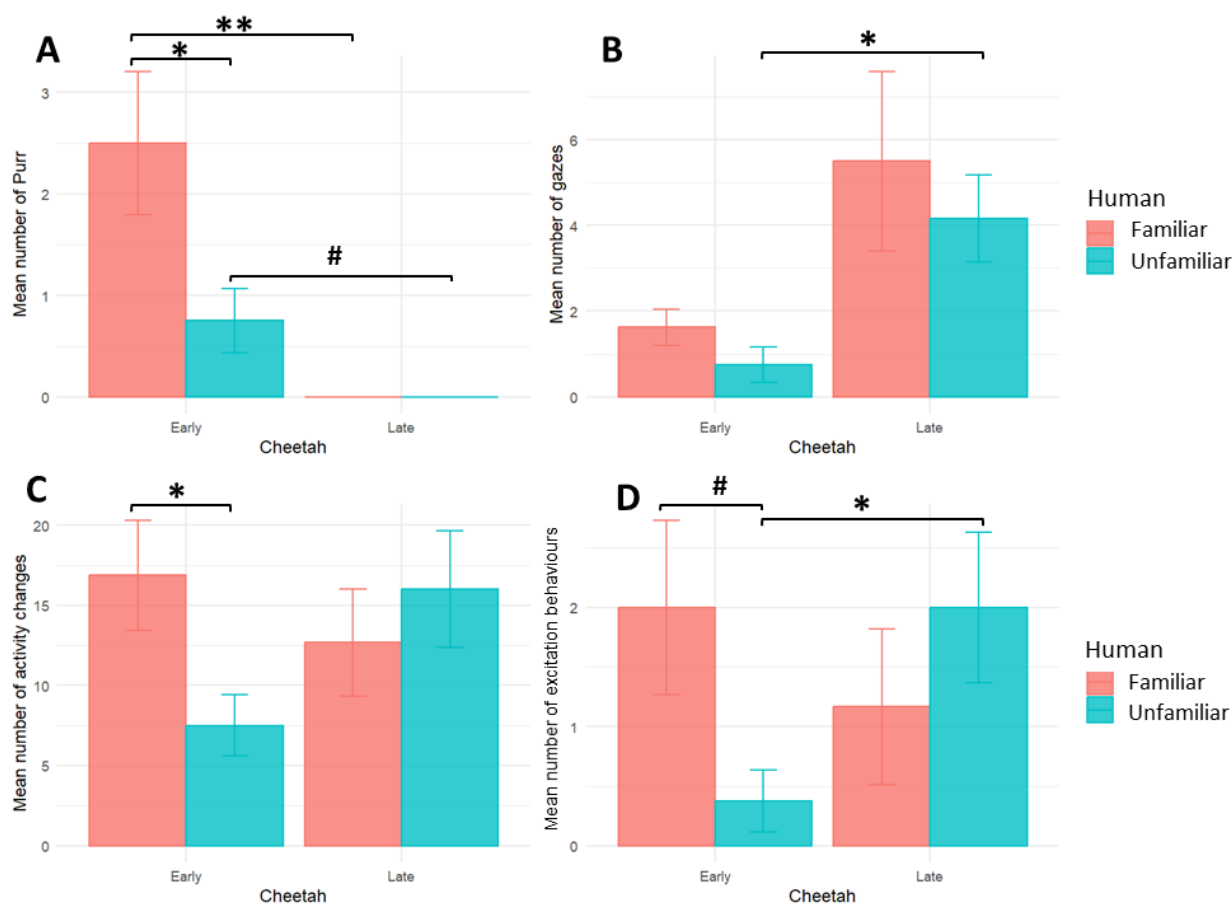 A
**
*
#
Mean number of Purr
3
2
1
0
Early
Late
Cheetah
B
*
Mean number of gazes
6
4
2
0
Early
Late
Cheetah
Human
Familiar
Unfamiliar
C
*
Mean number of activity changes
20
15
10
5
0
Early
Late
Cheetah
D
#
*
Mean number of excitation behaviours
2
1
0
Early
Late
Cheetah
Human
Familiar
Unfamiliar